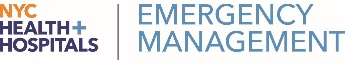 NYC
HEALTH+
HOSPITALS
EMERGENCY
MANAGEMENT